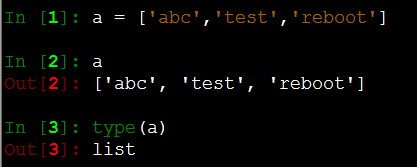 In [1]: a = ['abc','test','reboot']
In [2]: a
Out[2]: ['abc', 'test', 'reboot']
In [3]: type(a)
Out[3]: list